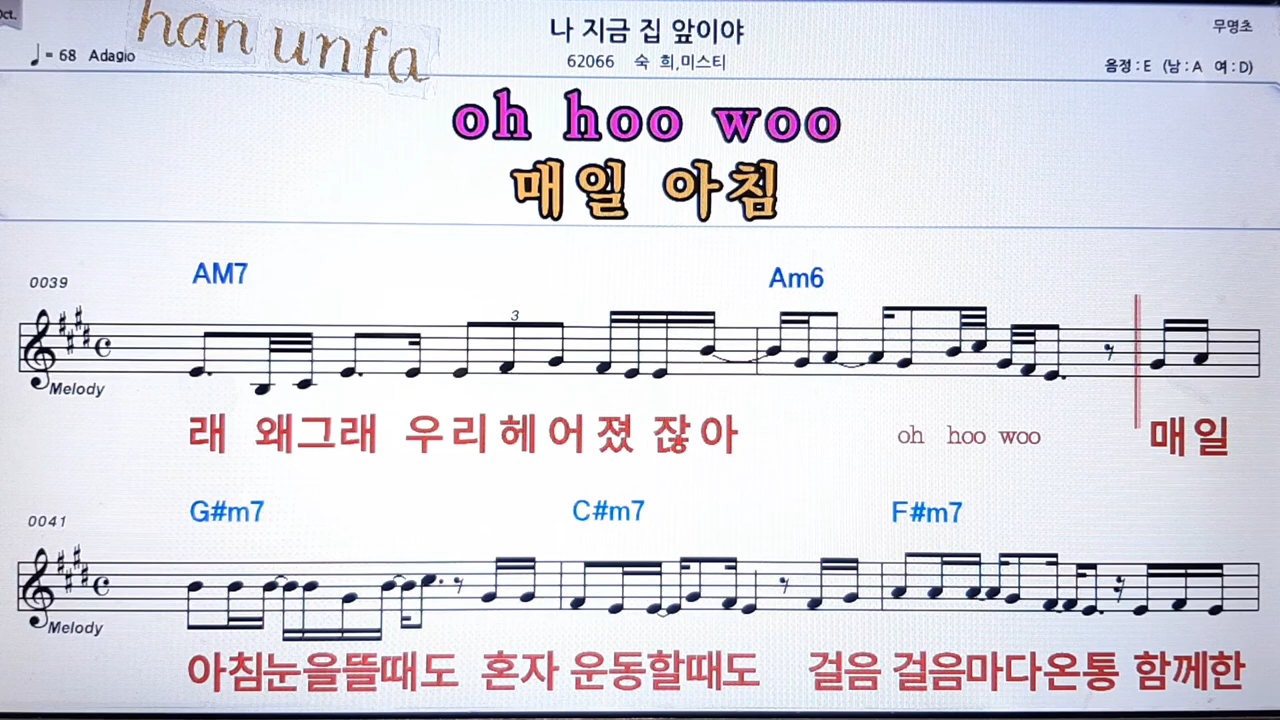 Oct.
han unfa
♩= 68 Adagio
나 지금 집 앞이야
62066 숙 희,미스티
무명초
음정 : E (남 : A 여 : D)
oh hoo woo
매일 아침
0039
AM7 Am6
3
Melody
래 왜그래 우리헤어졌 잖아 oh hoo woo 매일
0041
G#m7 C#m7 F#m7
Melody
아침눈을뜰때도 혼자 운동할때도 걸음 걸음마다온통 함께한